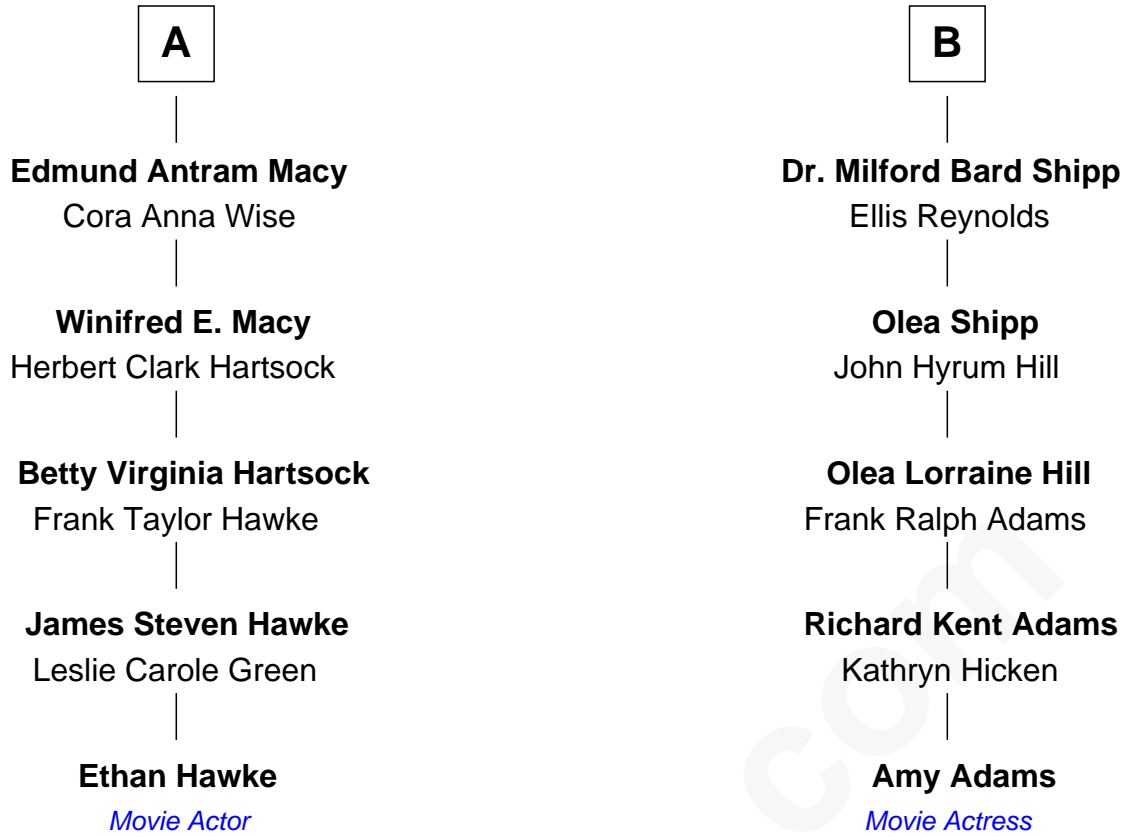 A
Edmund Antram Macy
Cora Anna Wise
Winifred E. Macy
Herbert Clark Hartsock
Betty Virginia Hartsock
Frank Taylor Hawke
James Steven Hawke
Leslie Carole Green
Ethan Hawke
Movie Actor
B
Dr. Milford Bard Shipp
Ellis Reynolds
Olea Shipp
John Hyrum Hill
Olea Lorraine Hill
Frank Ralph Adams
Richard Kent Adams
Kathryn Hicken
Amy Adams
Movie Actress
com